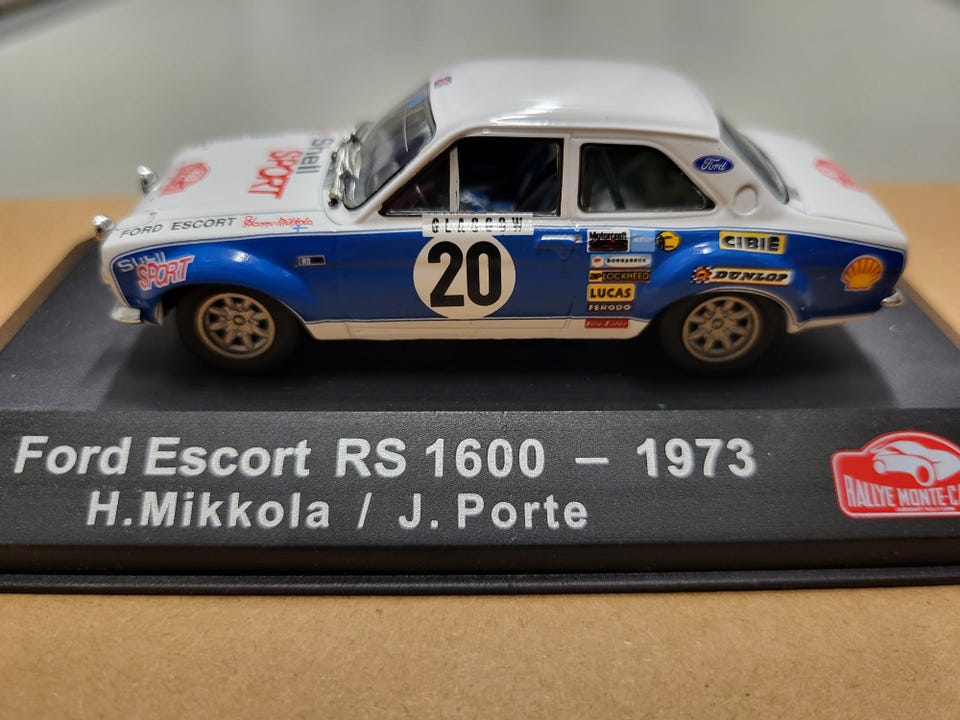 Ford
Shell
SPORT
FORD ESCORT Hannu Mikkola
GLASGOW
20
RS
Shell
SPORT
Motorcraft
BORGABECK
LOCKHEED
LUCAS
FERODO
CIBIE
DUNLOP
Ford Escort RS 1600 – 1973
H.Mikkola / J. Porte
RALLYE MONTE-CA